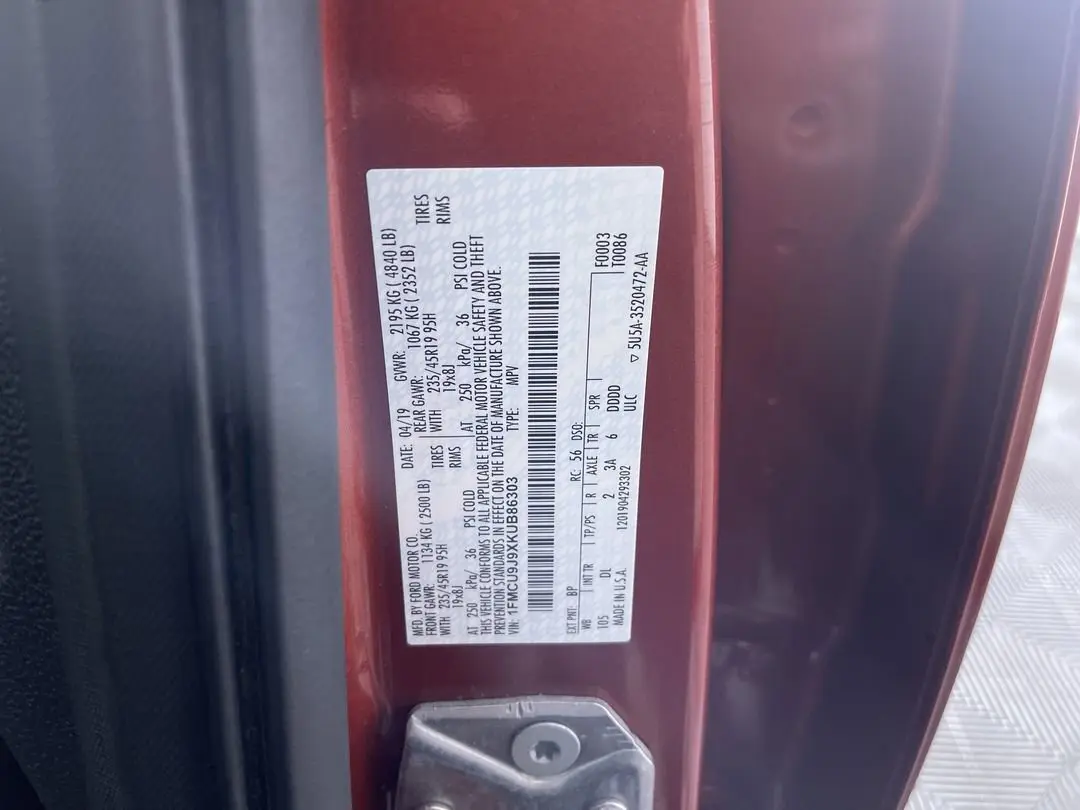 MFD. BY FORD MOTOR CO.
DATE: 04/19 GVWR: 2195 KG ( 4840 LB)
FRONT GAWR: 1134 KG ( 2500 LB) REAR GAWR: 1067 KG ( 2352 LB)
WITH 235/45R19 95H TIRES WITH 235/45R19 95H TIRES
19x8J RIMS 19x8J RIMS
AT 250 kPa/ 36 PSI COLD AT 250 kPa/ 36 PSI COLD
THIS VEHICLE CONFORMS TO ALL APPLICABLE FEDERAL MOTOR VEHICLE SAFETY AND THEFT
PREVENTION STANDARDS IN EFFECT ON THE DATE OF MANUFACTURE SHOWN ABOVE.
VIN: 1FMCU9J9XKUB86303 TYPE: MPV
EXT PNT: BP RC: 56 DSO: F0003
WB INT TR TP/PS R AXLE TR SPR T0086
105 DL 2 3A 6 DDDD
MADE IN U.S.A. 1201904293302 ULC ▽ 5U5A-3520472-AA